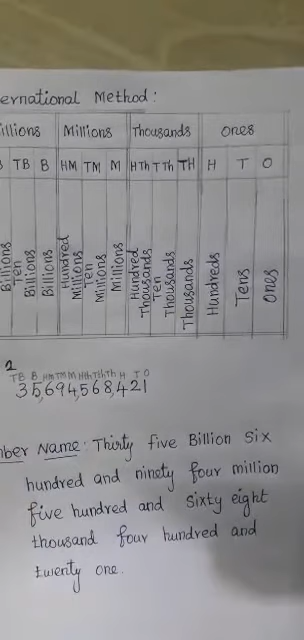 ernational Method:
illions Millions Thousands Ones
TB B HM TM M H Th T Th TH H T O
Billions
Ten Billions
Billions
Hundred Millions
Ten Millions
Millions
Hundred Thousands
Ten Thousands
Thousands
Hundreds
Tens
Ones
2
TB B HM TM M Hth Tth Th H T O
35,694,568,421
mber Name: Thirty five Billion Six
hundred and ninety four million
five hundred and sixty eight
thousand four hundred and
twenty one.